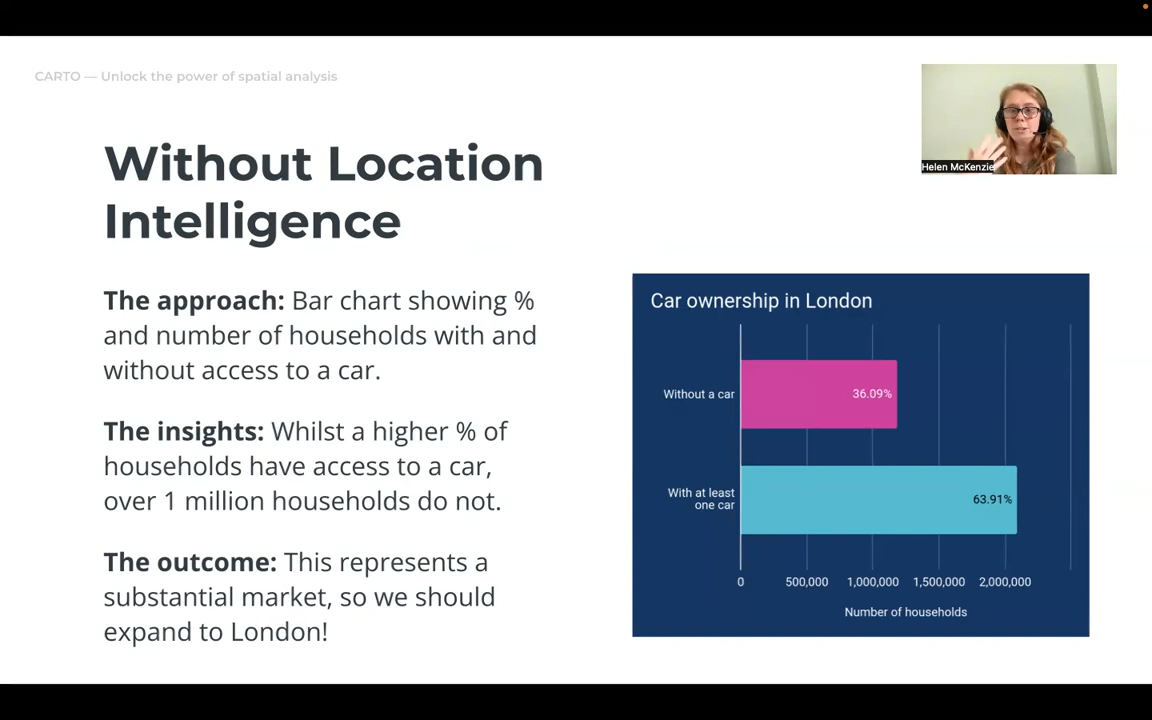 CARTO — Unlock the power of spatial analysis
Helen McKenzie
Without Location
Intelligence
The approach: Bar chart showing %
and number of households with and
without access to a car.
The insights: Whilst a higher % of
households have access to a car,
over 1 million households do not.
The outcome: This represents a
substantial market, so we should
expand to London!
Car ownership in London
Without a car
36.09%
With at least
one car
63.91%
0 500,000 1,000,000 1,500,000 2,000,000
Number of households